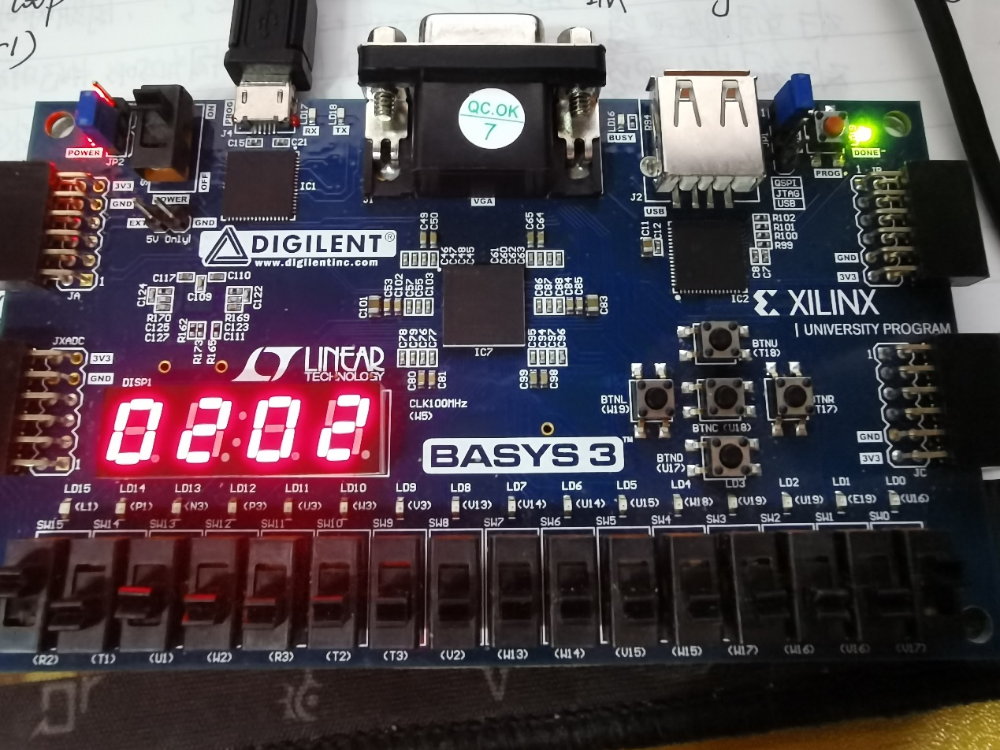 oop
r1)
QC.OK
7
ON
PROG
J4
LD17
RX
LD18
TX
LD16
R94
BUSY
C15
C21
POWER
JP2
DONE
PROG
3V3
GND
OFF
IC1
POWER
EXT
GND
5V Only!
J1
VGA
J2
USB
QSPI
JTAG
USB
JB
1
C49
C50
C65
C64
C11
C12
R102
R101
R100
R99
C8
C7
GND
3V3
DIGILENT®
www.digilentinc.com
C46
C48
C45
C61
C60
C62
C63
1
JA
C117
C110
C109
C124
C122
R170
C125
C127
R169
C123
C111
R162
R173
R165
C101
C53
C102
C57
C55
C103
C86
C87
C88
C84
C85
C83
IC2
XILINX
UNIVERSITY PROGRAM
C78
C79
C76
C77
IC7
C95
C94
C97
C96
C80
C81
C99
C98
JXADC
3V3
GND
1
LINEAR
TECHNOLOGY
DISP1
0202
CLK100MHz
(W5)
BTNU
(T18)
BTNL
(W19)
BTNC (U18)
BTNR
(T17)
BTND
(U17)
1
GND
3V3
JC
BASYS 3™
LD15 LD14 LD13 LD12 LD11 LD10 LD9 LD8 LD7 LD6 LD5 LD4 LD3 LD2 LD1 LD0
(L1) (P1) (N3) (P3) (U3) (W3) (V3) (V13) (V14) (U14) (U15) (W18) (V19) (U19) (E19) (U16)
SW15 SW14 SW13 SW12 SW11 SW10 SW9 SW8 SW7 SW6 SW5 SW4 SW3 SW2 SW1 SW0
(R2) (T1) (U1) (W2) (R3) (T2) (T3) (V2) (W13) (W14) (V15) (W15) (W17) (W16) (V16) (V17)